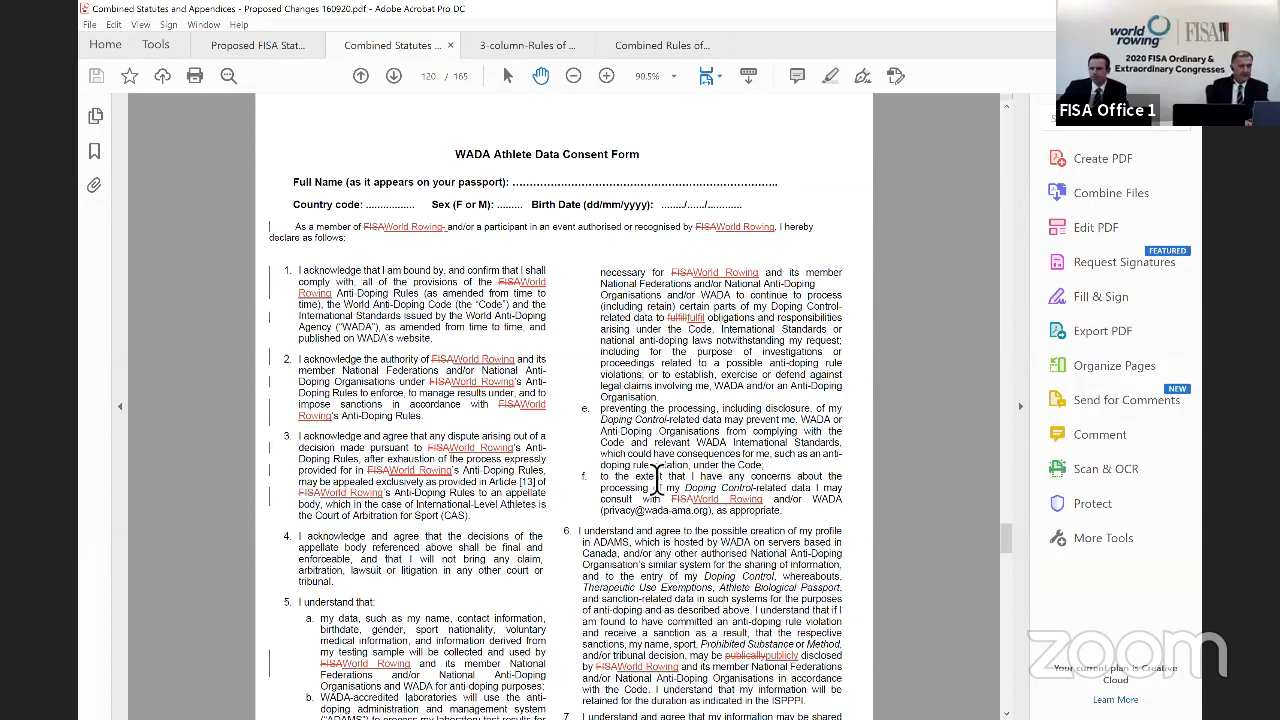 Combined Statutes and Appendices - Proposed Changes 160920.pdf - Adobe Acrobat Pro DC
File Edit View Sign Window Help
Home Tools Proposed FISA Stat... Combined Statutes ... × 3-column-Rules of ... Combined Rules of...
120 / 165 90.5%
world rowing FISA
2020 FISA Ordinary &
Extraordinary Congresses
FISA Office 1
WADA Athlete Data Consent Form
Full Name (as it appears on your passport): ..................................................................
Country code: ............... Sex (F or M): ......... Birth Date (dd/mm/yyyy): ......../....../............
As a member of FISAWorld Rowing and/or a participant in an event authorised or recognised by FISAWorld Rowing, I hereby
declare as follows:
1. I acknowledge that I am bound by, and confirm that I shall
comply with, all of the provisions of the FISAWorld
Rowing Anti-Doping Rules (as amended from time to
time), the World Anti-Doping Code (the "Code") and the
International Standards issued by the World Anti-Doping
Agency ("WADA"), as amended from time to time, and
published on WADA's website.
2. I acknowledge the authority of FISAWorld Rowing and its
member National Federations and/or National Anti-
Doping Organisations under FISAWorld Rowing's Anti-
Doping Rules to enforce, to manage results under, and to
impose sanctions in accordance with FISAWorld
Rowing's Anti-Doping Rules.
3. I acknowledge and agree that any dispute arising out of a
decision made pursuant to FISAWorld Rowing's Anti-
Doping Rules, after exhaustion of the process expressly
provided for in FISAWorld Rowing's Anti-Doping Rules,
may be appealed exclusively as provided in Article [13] of
FISAWorld Rowing's Anti-Doping Rules to an appellate
body, which in the case of International-Level Athletes is
the Court of Arbitration for Sport (CAS).
4. I acknowledge and agree that the decisions of the
appellate body referenced above shall be final and
enforceable, and that I will not bring any claim,
arbitration, lawsuit or litigation in any other court or
tribunal.
5. I understand that:
a. my data, such as my name, contact information,
birthdate, gender, sport nationality, voluntary
medical information, and information derived from
my testing sample will be collected and used by
FISAWorld Rowing and its member National
Federations and/or National Anti-Doping
Organisations and WADA for anti-doping purposes;
b. WADA-accredited laboratories will use the anti-
doping administration and management system
("ADAMS") to process my laboratory test results for
necessary for FISAWorld Rowing and its member
National Federations and/or National Anti-Doping
Organisations and/or WADA to continue to process
(including retain) certain parts of my Doping Control-
related data to fulfillfulfil obligations and responsibilities
arising under the Code, International Standards or
national anti-doping laws notwithstanding my request;
including for the purpose of investigations or
proceedings related to a possible anti-doping rule
violations; or to establish, exercise or defend against
legal claims involving me, WADA and/or an Anti-Doping
Organisation.
e. preventing the processing, including disclosure, of my
Doping Control-related data may prevent me, WADA or
Anti-Doping Organisations from complying with the
Code and relevant WADA International Standards,
which could have consequences for me, such as an anti-
doping rule violation, under the Code;
f. to the extent that I have any concerns about the
processing of my Doping Control-related data I may
consult with FISAWorld Rowing and/or WADA
(privacy@wada-ama.org), as appropriate.
6. I understand and agree to the possible creation of my profile
in ADAMS, which is hosted by WADA on servers based in
Canada, and/or any other authorised National Anti-Doping
Organisation's similar system for the sharing of information,
and to the entry of my Doping Control, whereabouts,
Therapeutic Use Exemptions, Athlete Biological Passport,
and sanction-related data in such systems for the purposes
of anti-doping and as described above. I understand that if I
am found to have committed an anti-doping rule violation
and receive a sanction as a result, that the respective
sanctions, my name, sport, Prohibited Substance or Method,
and/or tribunal decision, may be publicallypublicly disclosed
by FISAWorld Rowing and its member National Federations
and/or National Anti-Doping Organisations in accordance
with the Code. I understand that my information will be
retained for the duration as indicated in the ISPPPI.
7. I understand and agree that my information may be shared
Create PDF
Combine Files
Edit PDF
FEATURED
Request Signatures
Fill & Sign
Export PDF
Organize Pages
NEW
Send for Comments
Comment
Scan & OCR
More Tools
zoom
Your current plan is Creative
Cloud
Learn More